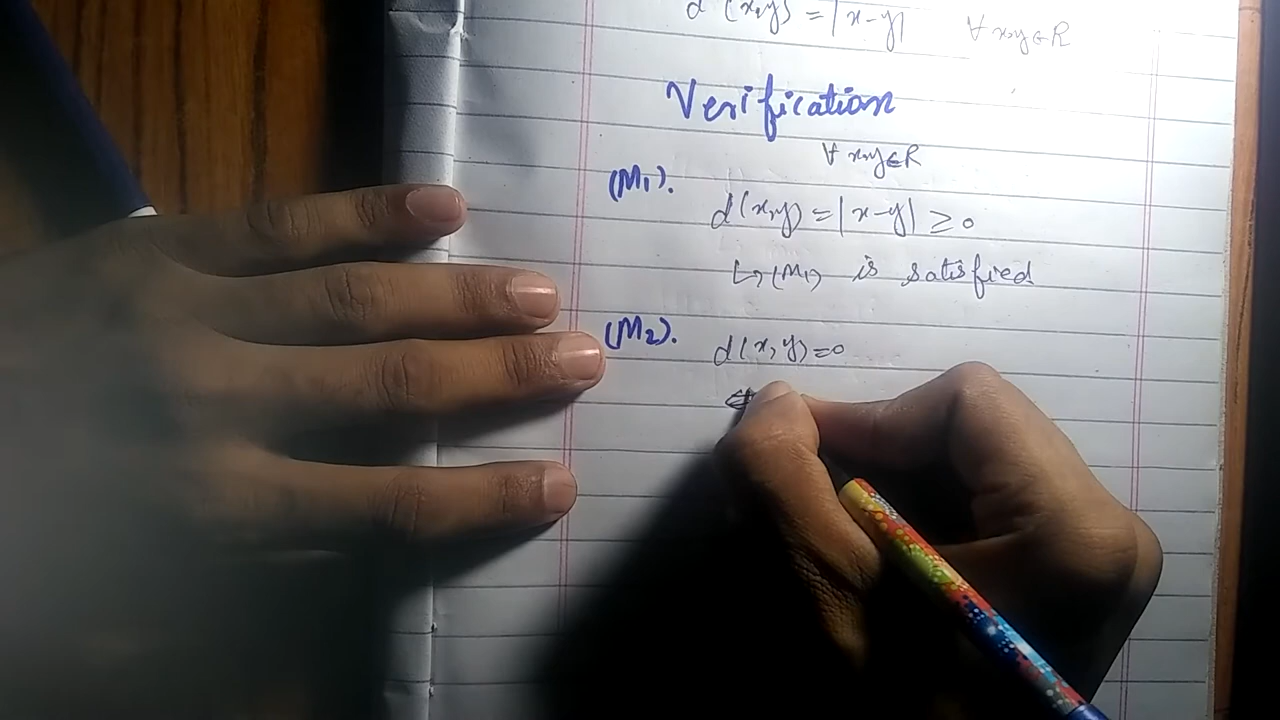 d(x,y) = |x-y| ∀ x,y∈R
Verification
∀ x,y∈R
(M₁). d(x,y) = |x-y| ≥ 0
↳ (M₁) is satisfied
(M₂). d(x,y)=0
⇔